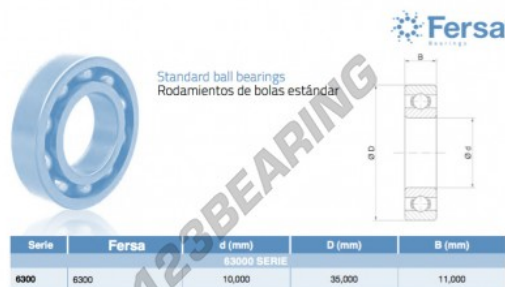 Fersa
Bearings
Standard ball bearings
Rodamientos de bolas estándar
B
Ø D
Ø d
123BEARING
Serie Fersa d (mm) D (mm) B (mm)
63000 SERIE
6300 6300 10,000 35,000 11,000